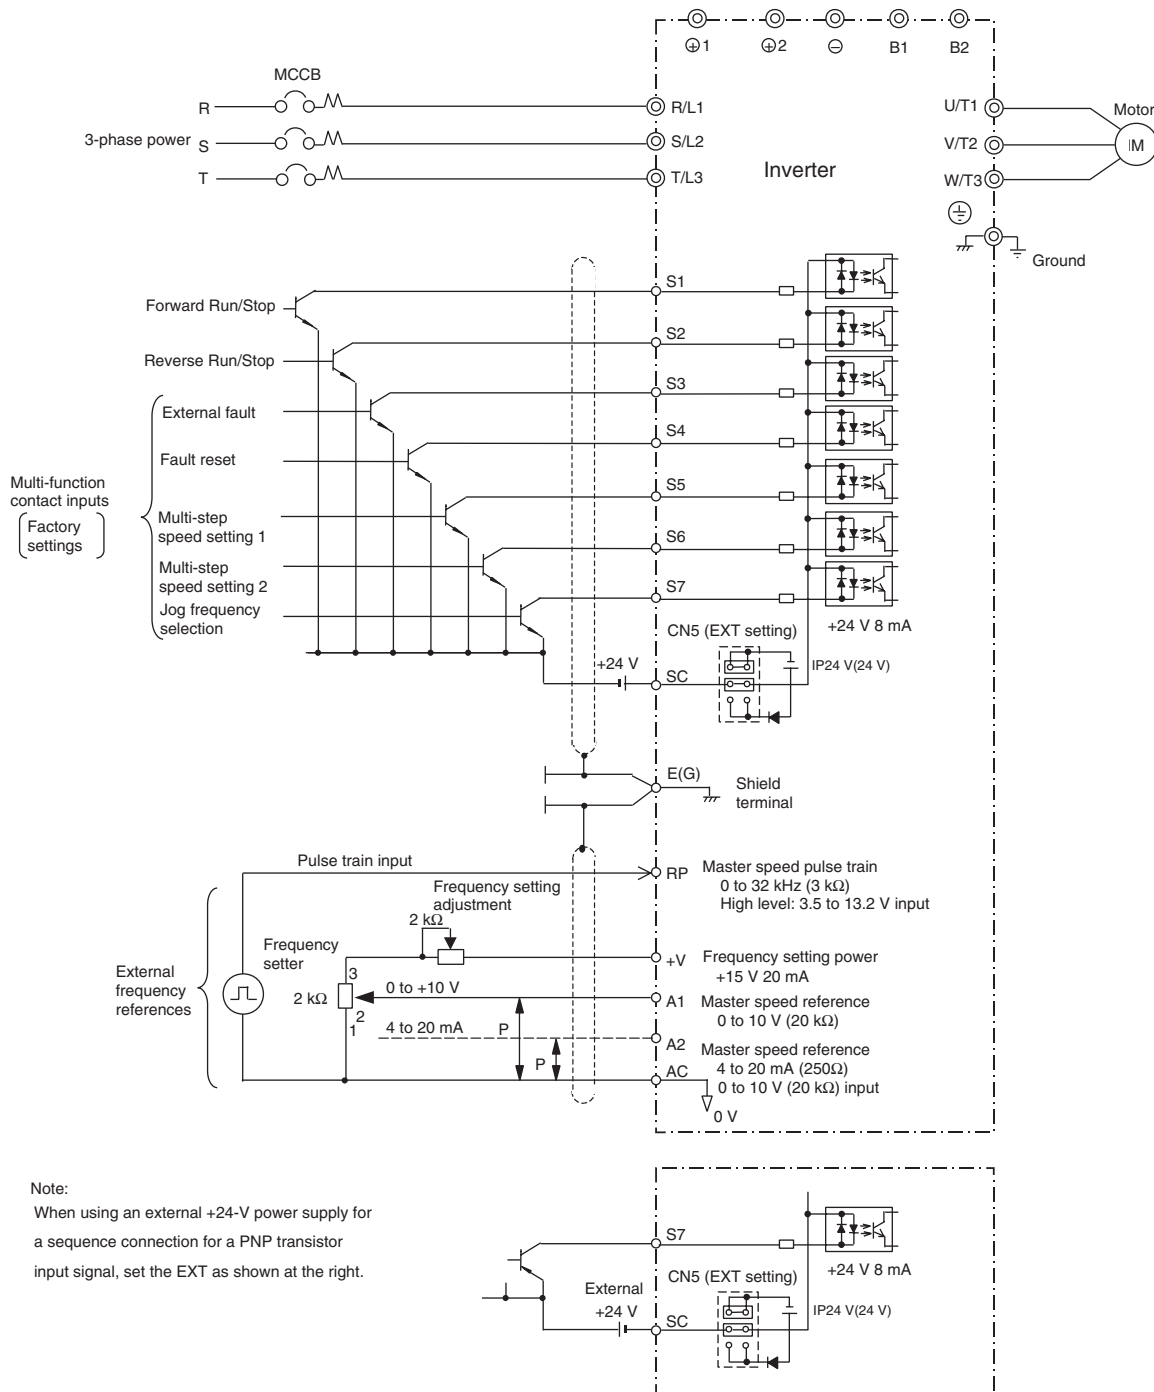 ⊕1
⊕2
⊖
B1
B2
MCCB
3-phase power
R
S
T
R/L1
S/L2
T/L3
Inverter
U/T1
V/T2
W/T3
Motor
IM
Ground
Forward Run/Stop
Reverse Run/Stop
Multi-function
contact inputs
Factory
settings
External fault
Fault reset
Multi-step
speed setting 1
Multi-step
speed setting 2
Jog frequency
selection
S1
S2
S3
S4
S5
S6
S7
+24 V 8 mA
CN5 (EXT setting)
+24 V
SC
IP24 V(24 V)
E(G)
Shield
terminal
Pulse train input
RP
Master speed pulse train
0 to 32 kHz (3 kΩ)
High level: 3.5 to 13.2 V input
Frequency setting
adjustment
2 kΩ
External
frequency
references
Frequency
setter
3
2 kΩ
2
1
0 to +10 V
4 to 20 mA
P
P
+V
Frequency setting power
+15 V 20 mA
A1
Master speed reference
0 to 10 V (20 kΩ)
A2
Master speed reference
4 to 20 mA (250Ω)
0 to 10 V (20 kΩ) input
AC
0 V
Note:
When using an external +24-V power supply for
a sequence connection for a PNP transistor
input signal, set the EXT as shown at the right.
S7
+24 V 8 mA
CN5 (EXT setting)
External
+24 V
SC
IP24 V(24 V)